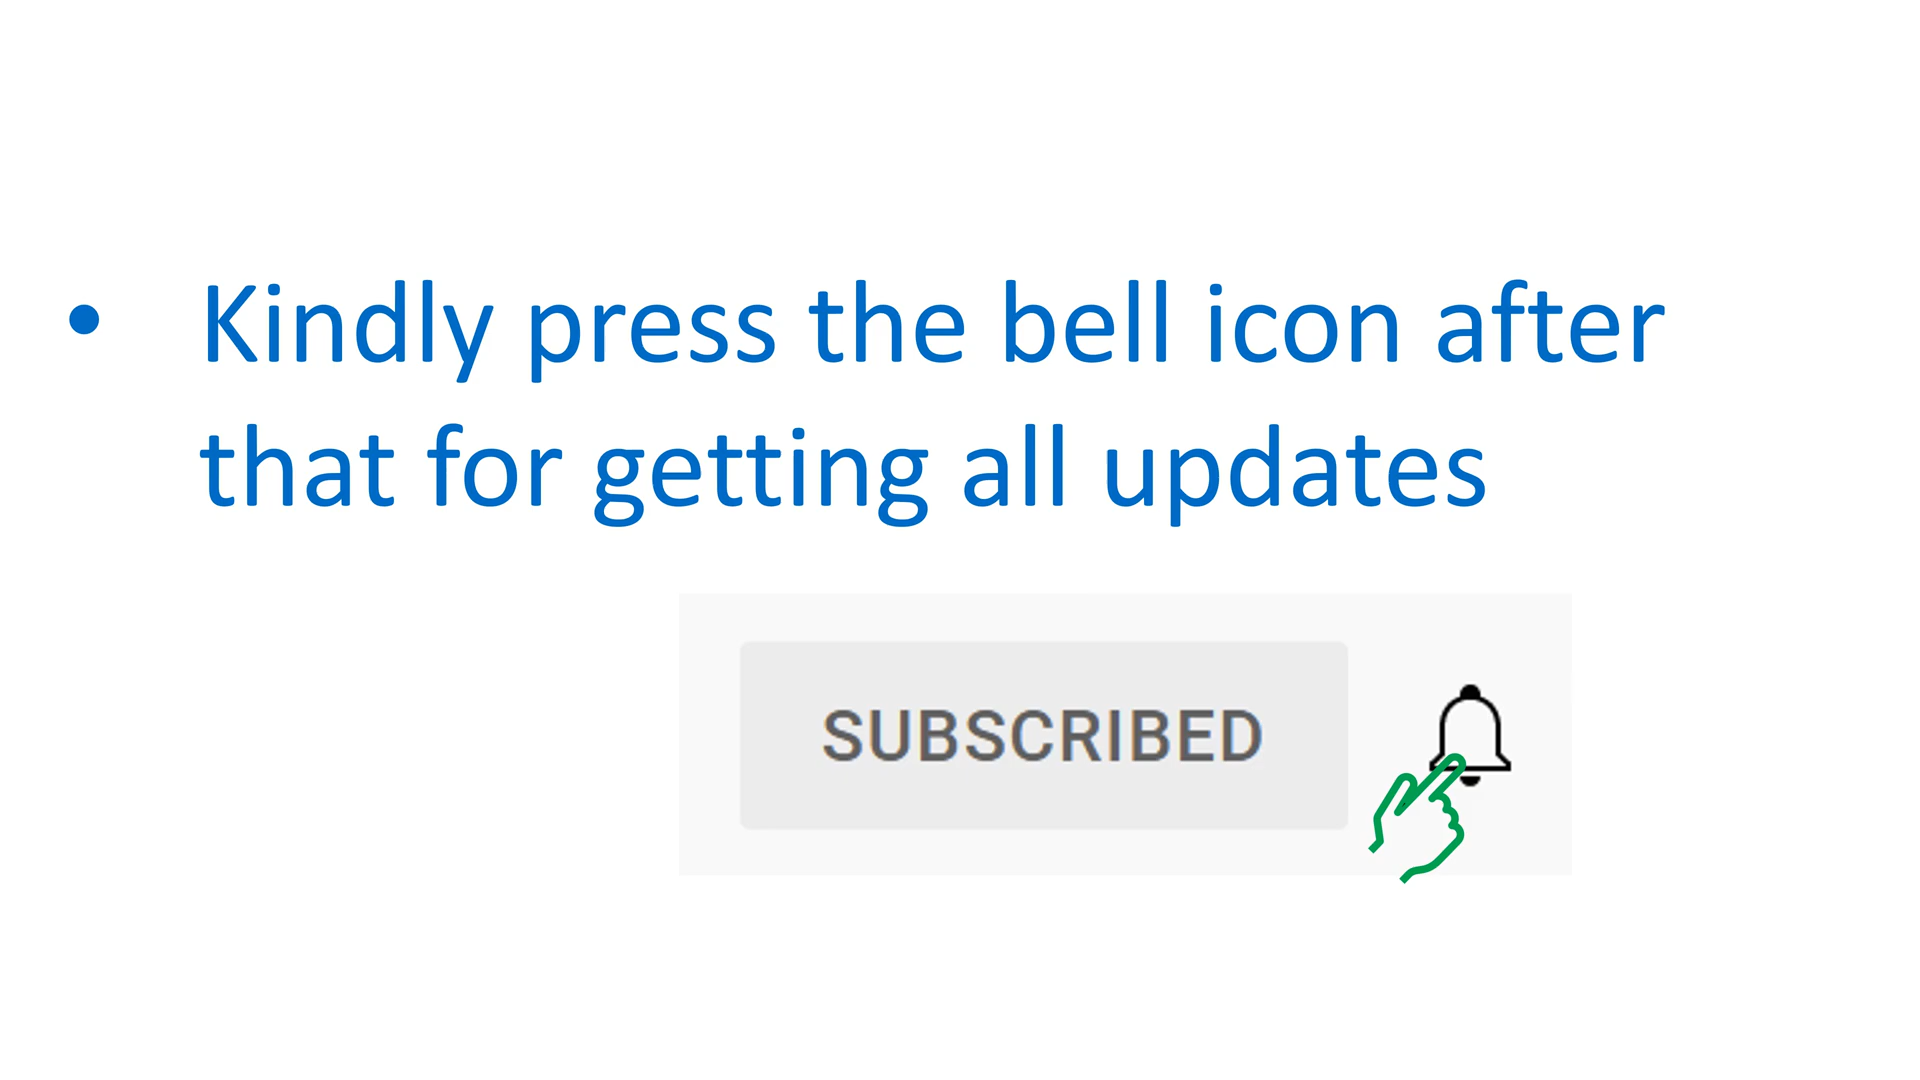 • Kindly press the bell icon after
that for getting all updates
SUBSCRIBED